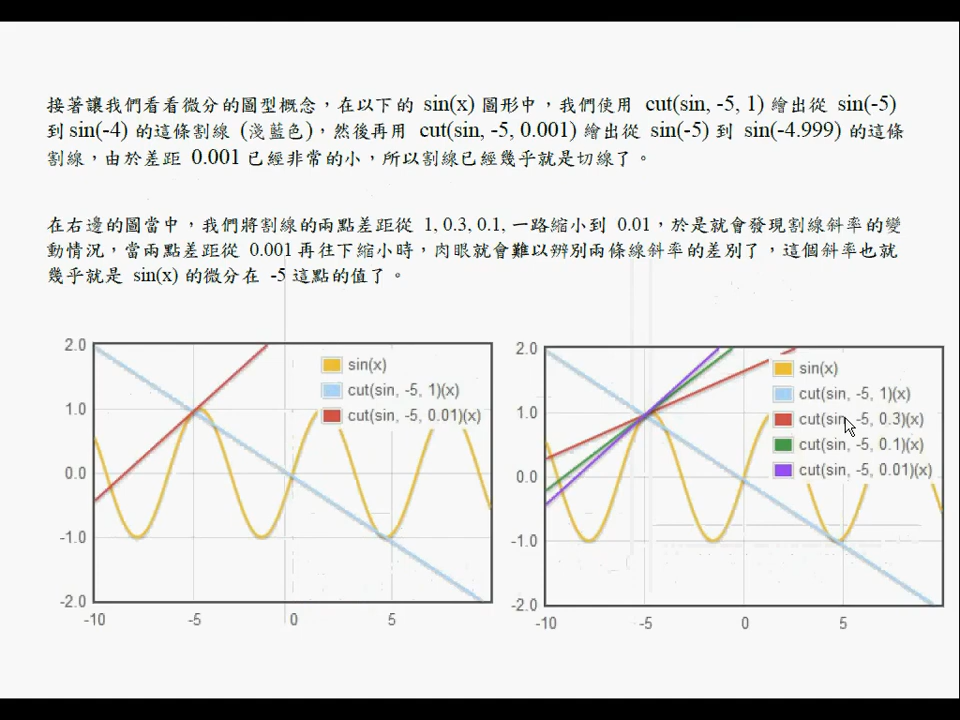 接著讓我們看看微分的圖型概念，在以下的 sin(x) 圖形中，我們使用 cut(sin, -5, 1) 繪出從 sin(-5)
到 sin(-4) 的這條割線 (淺藍色)，然後再用 cut(sin, -5, 0.001) 繪出從 sin(-5) 到 sin(-4.999) 的這條
割線，由於差距 0.001 已經非常的小，所以割線已經幾乎就是切線了。
在右邊的圖當中，我們將割線的兩點差距從 1, 0.3, 0.1, 一路縮小到 0.01，於是就會發現割線斜率的變
動情況，當兩點差距從 0.001 再往下縮小時，肉眼就會難以辨別兩條線斜率的差別了，這個斜率也就
幾乎就是 sin(x) 的微分在 -5 這點的值了。
2.0
1.0
0.0
-1.0
-2.0
-10 -5 0 5
sin(x)
cut(sin, -5, 1)(x)
cut(sin, -5, 0.01)(x)
2.0
1.0
0.0
-1.0
-2.0
-10 -5 0 5
sin(x)
cut(sin, -5, 1)(x)
cut(sin, -5, 0.3)(x)
cut(sin, -5, 0.1)(x)
cut(sin, -5, 0.01)(x)